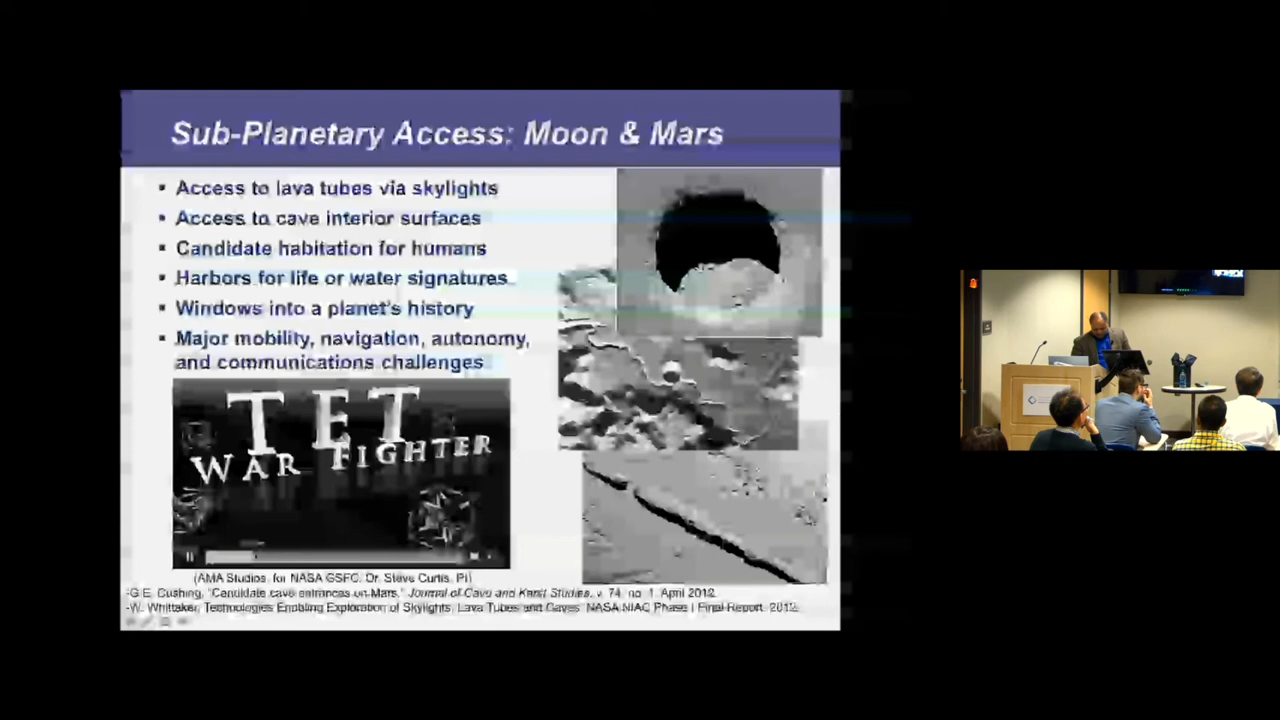 Sub-Planetary Access: Moon & Mars
▪ Access to lava tubes via skylights
▪ Access to cave interior surfaces
▪ Candidate habitation for humans
▪ Harbors for life or water signatures
▪ Windows into a planet's history
▪ Major mobility, navigation, autonomy,
and communications challenges
TET
WAR FIGHTER
(AMA Studios, for NASA GSFC, Dr. Steve Curtis, PI)
-G.E. Cushing, "Candidate cave entrances on Mars," Journal of Cave and Karst Studies, v. 74, no. 1, April 2012.
-W. Whittaker, Technologies Enabling Exploration of Skylights, Lava Tubes and Caves, NASA NIAC Phase I Final Report, 2012.